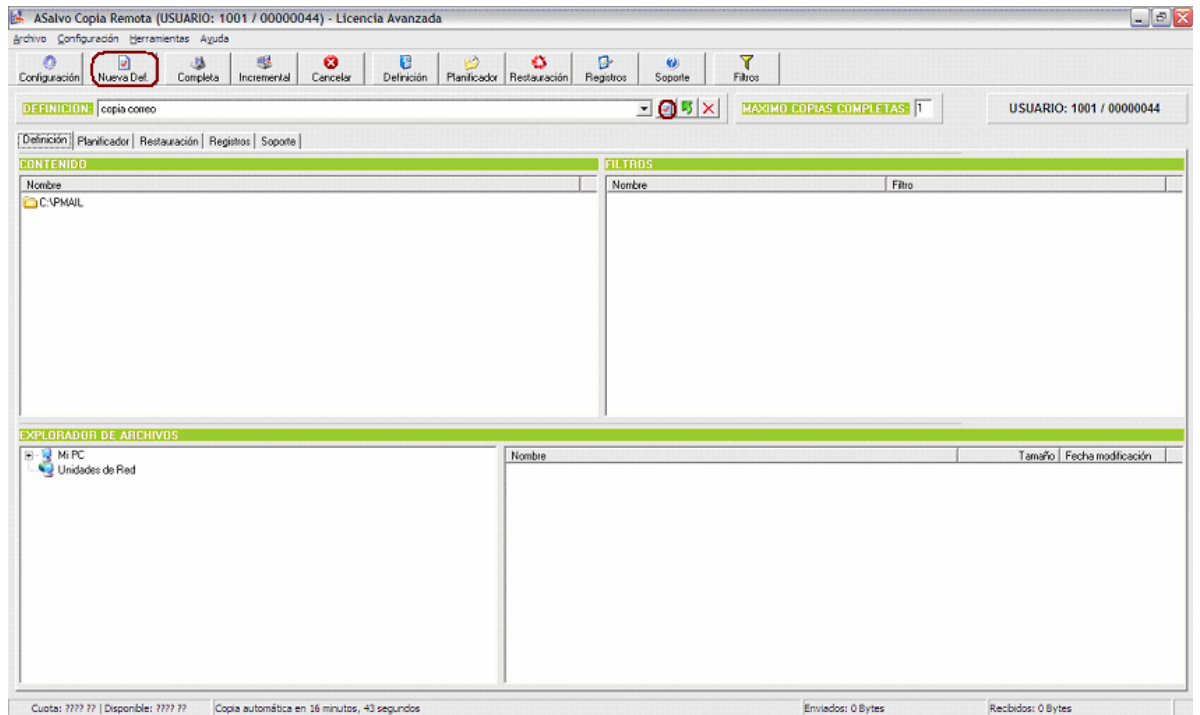 ASalvo Copia Remota (USUARIO: 1001 / 00000044) - Licencia Avanzada
Archivo Configuración Herramientas Ayuda
Configuración Nueva Def. Completa Incremental Cancelar Definición Planificador Restauración Registros Soporte Filtros
DEFINICION: copia correo MAXIMO COPIAS COMPLETAS: 1 USUARIO: 1001 / 00000044
Definición Planificador Restauración Registros Soporte
CONTENIDO FILTROS
Nombre Nombre Filtro
C:\PMAIL
EXPLORADOR DE ARCHIVOS
Mi PC Nombre Tamaño Fecha modificación
Unidades de Red
Cuota: ???? ?? | Disponible: ???? ?? Copia automática en 16 minutos, 43 segundos Enviados: 0 Bytes Recibidos: 0 Bytes